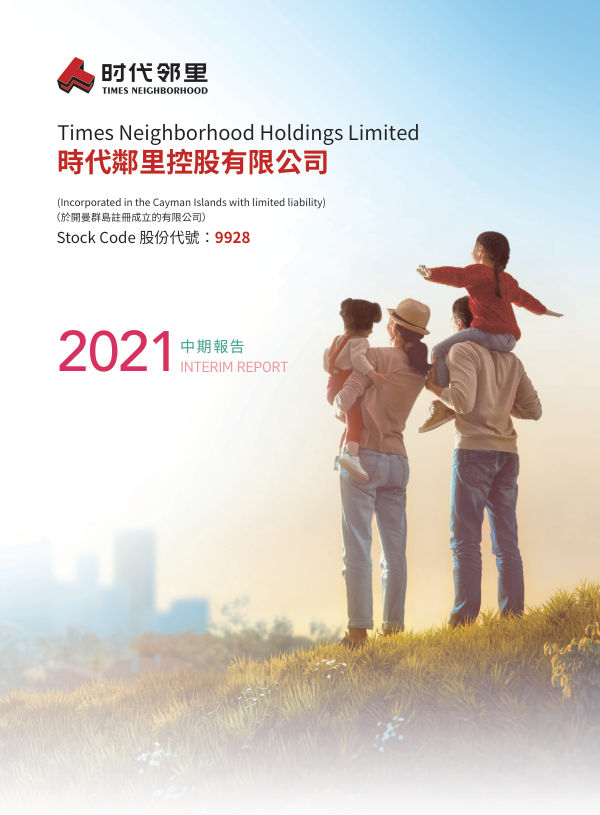 时代邻里
TIMES NEIGHBORHOOD
Times Neighborhood Holdings Limited
時代鄰里控股有限公司
(Incorporated in the Cayman Islands with limited liability)
(於開曼群島註冊成立的有限公司)
Stock Code 股份代號：9928
2021 中期報告
INTERIM REPORT